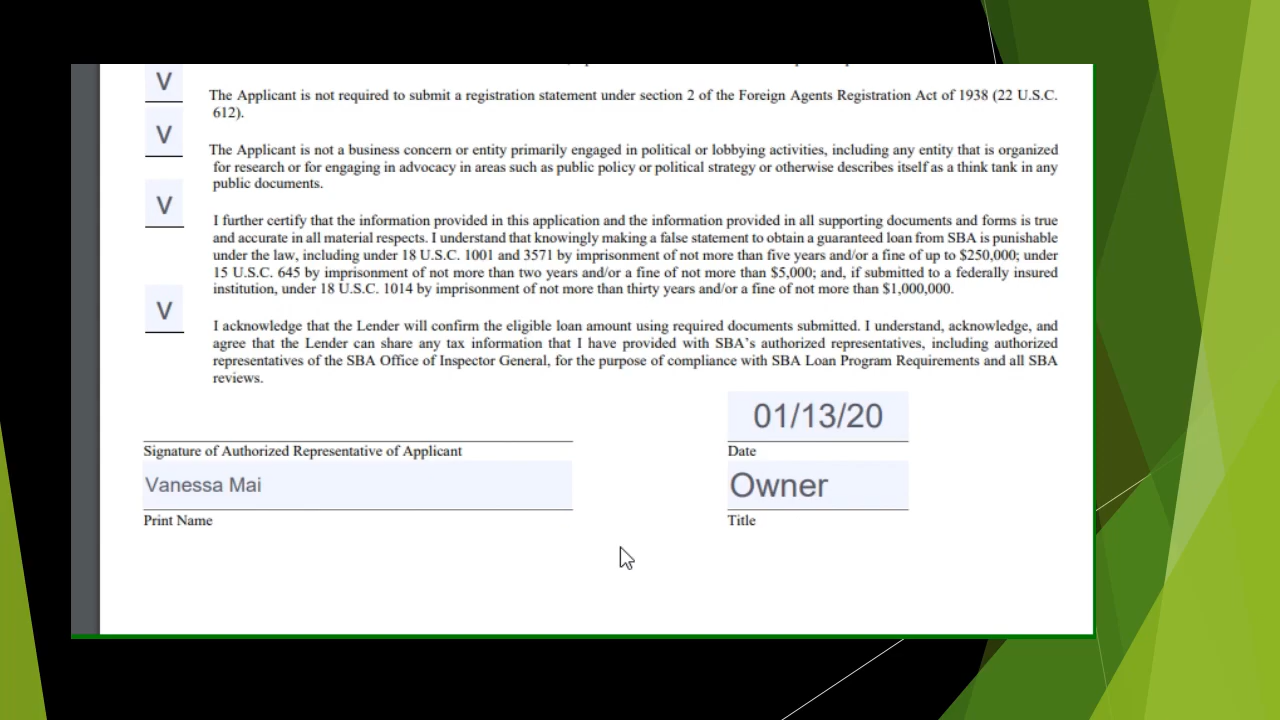 V
The Applicant is not required to submit a registration statement under section 2 of the Foreign Agents Registration Act of 1938 (22 U.S.C.
612).
V
The Applicant is not a business concern or entity primarily engaged in political or lobbying activities, including any entity that is organized
for research or for engaging in advocacy in areas such as public policy or political strategy or otherwise describes itself as a think tank in any
public documents.
V
I further certify that the information provided in this application and the information provided in all supporting documents and forms is true
and accurate in all material respects. I understand that knowingly making a false statement to obtain a guaranteed loan from SBA is punishable
under the law, including under 18 U.S.C. 1001 and 3571 by imprisonment of not more than five years and/or a fine of up to $250,000; under
15 U.S.C. 645 by imprisonment of not more than two years and/or a fine of not more than $5,000; and, if submitted to a federally insured
institution, under 18 U.S.C. 1014 by imprisonment of not more than thirty years and/or a fine of not more than $1,000,000.
V
I acknowledge that the Lender will confirm the eligible loan amount using required documents submitted. I understand, acknowledge, and
agree that the Lender can share any tax information that I have provided with SBA's authorized representatives, including authorized
representatives of the SBA Office of Inspector General, for the purpose of compliance with SBA Loan Program Requirements and all SBA
reviews.
01/13/20
Signature of Authorized Representative of Applicant
Date
Vanessa Mai
Owner
Print Name
Title